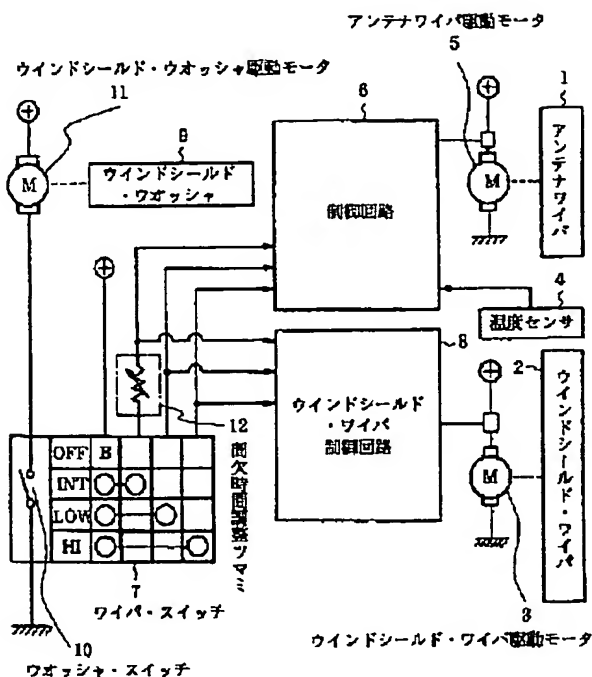 アンテナワイパ駆動モータ
5
1
ウインドシールド・ウオッシャ駆動モータ
11
6
9
M
ウインドシールド
・ウオッシャ
制御回路
M
アンテナワイパ
4
温度センサ
8
2
12
ウインドシールド
・ワイパ
制御回路
M
ウインドシールド・ワイパ
OFF B
INT
LOW
HI
間欠時間調整ツマミ
7
ワイパ・スイッチ
3
10
ウインドシールド・ワイパ駆動モータ
ウオッシャ・スイッチ